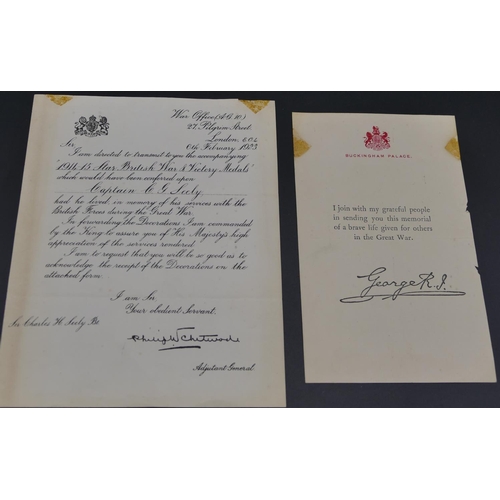 War Office (A.G.10.)
27, Pilgrim Street,
London, E.C.4.
6th February 1923
Sir,
I am directed to transmit to you the accompanying
1914-15 Star, British War & Victory Medals
which would have been conferred upon
Captain C G Seely
had he lived, in memory of his services with the
British Forces during the Great War.
In forwarding the Decorations I am commanded
by the King to assure you of His Majesty's high
appreciation of the services rendered.
I am to request that you will be so good as to
acknowledge the receipt of the Decorations on the
attached form.
I am Sir,
Your obedient Servant,
Philip W Chetwode
Sir Charles H. Seely Bt
Adjutant General.
BUCKINGHAM PALACE.
I join with my grateful people
in sending you this memorial
of a brave life given for others
in the Great War.
George R.I.